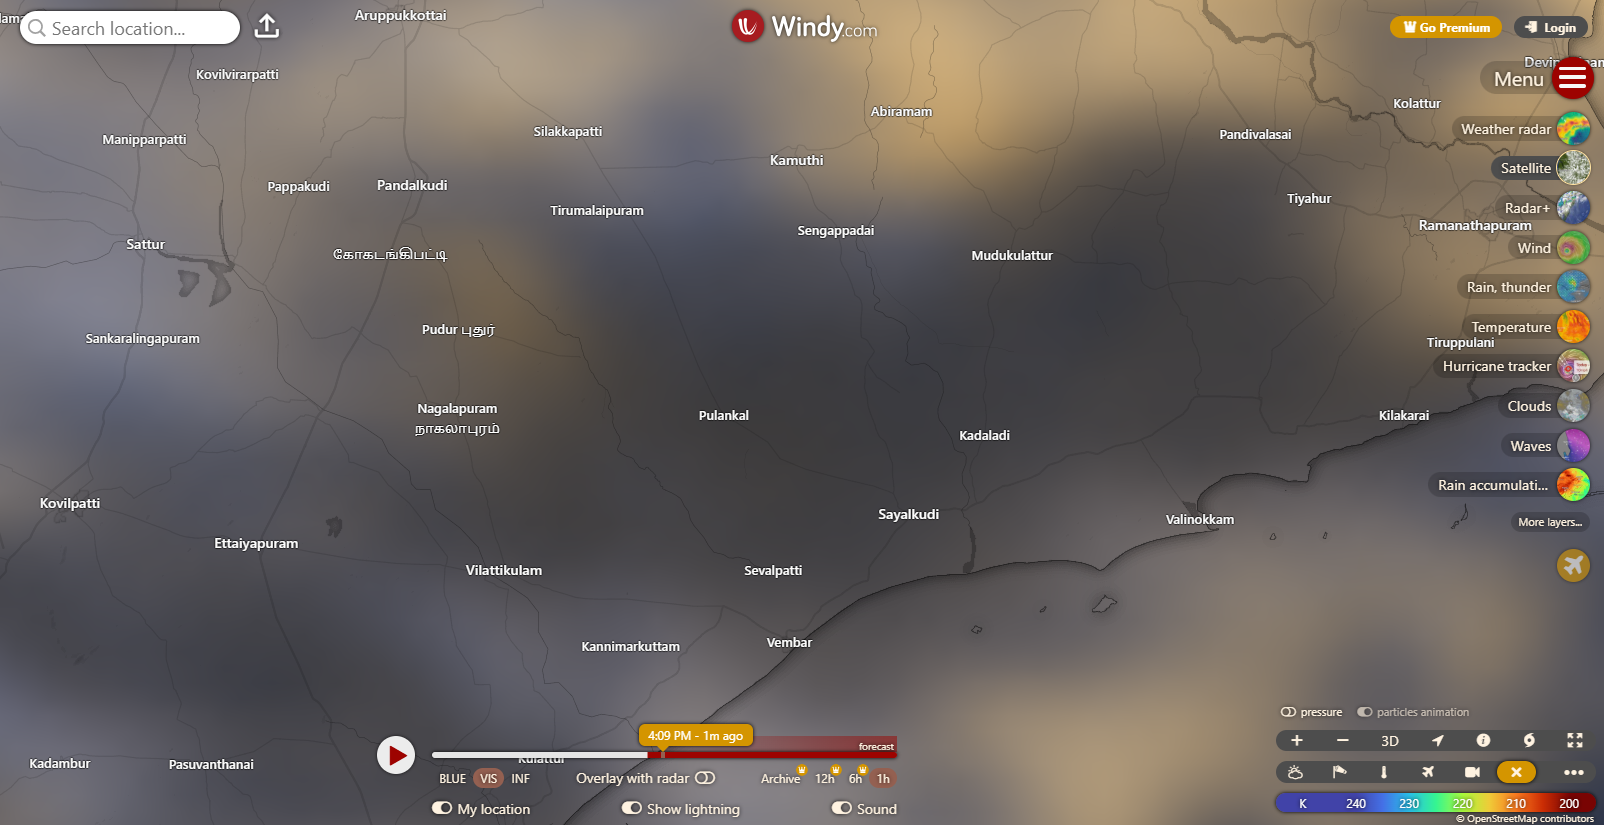 Aruppukkottai
Search location...
Windy.com
Go Premium
Login
Kovilvirarpatti
Menu
Kolattur
Abiramam
Manipparpatti
Silakkapatti
Pandivalasai
Weather radar
Kamuthi
Satellite
Pappakudi
Pandalkudi
Tiyahur
Tirumalaipuram
Radar+
Sengappadai
Ramanathapuram
Sattur
கோகடங்கிபட்டி
Mudukulattur
Wind
Rain, thunder
Pudur புதூர்
Temperature
Sankaralingapuram
Tiruppulani
Hurricane tracker
Nagalapuram
நாகலாபுரம்
Pulankal
Clouds
Kilakarai
Kadaladi
Waves
Rain accumulati...
Kovilpatti
Sayalkudi
Valinokkam
More layers...
Ettaiyapuram
Vilattikulam
Sevalpatti
Kannimarkuttam
Vembar
pressure
particles animation
4:09 PM - 1m ago
forecast
3D
Kadambur
Pasuvanthanai
BLUE VIS INF
Overlay with radar
Archive 12h 6h 1h
My location
Show lightning
Sound
K 240 230 220 210 200
© OpenStreetMap contributors